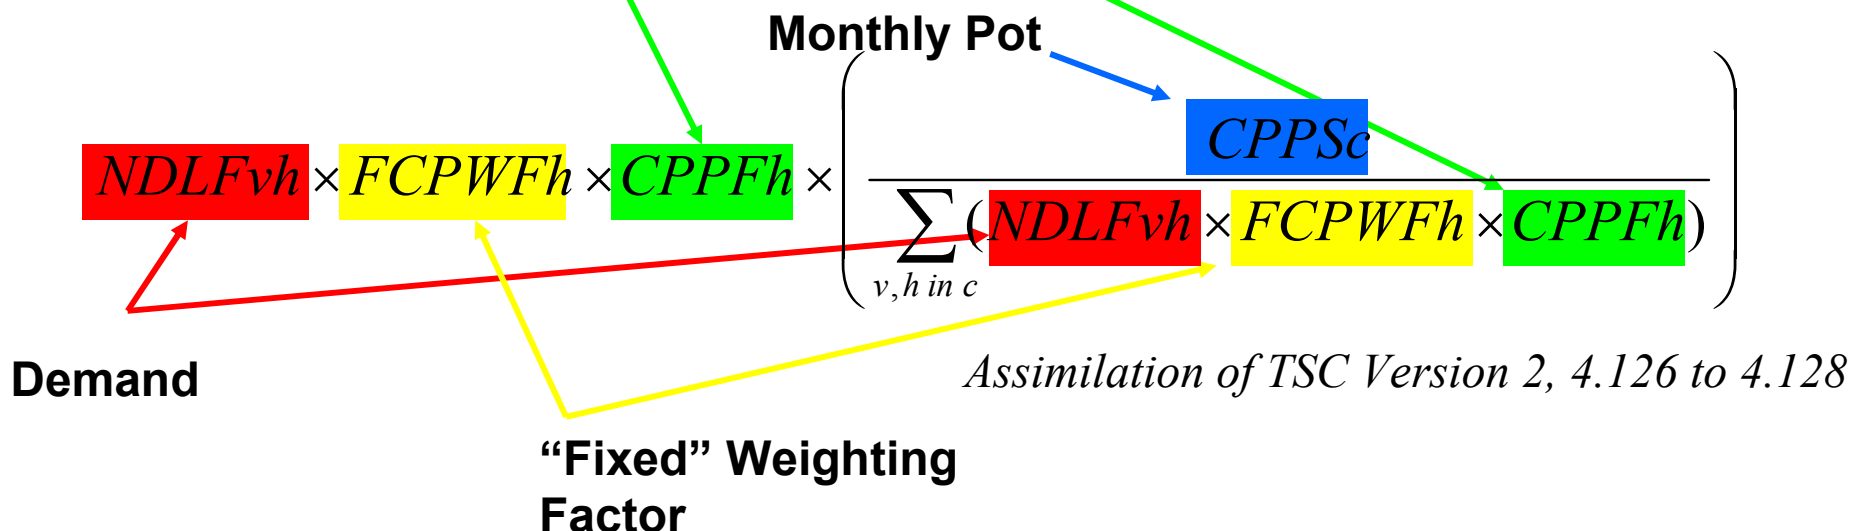 Monthly Pot
NDLFvh × FCPWFh × CPPFh × ( CPPSc
∑ (NDLFvh × FCPWFh × CPPFh) )
v,h in c
Demand
Assimilation of TSC Version 2, 4.126 to 4.128
“Fixed” Weighting
Factor